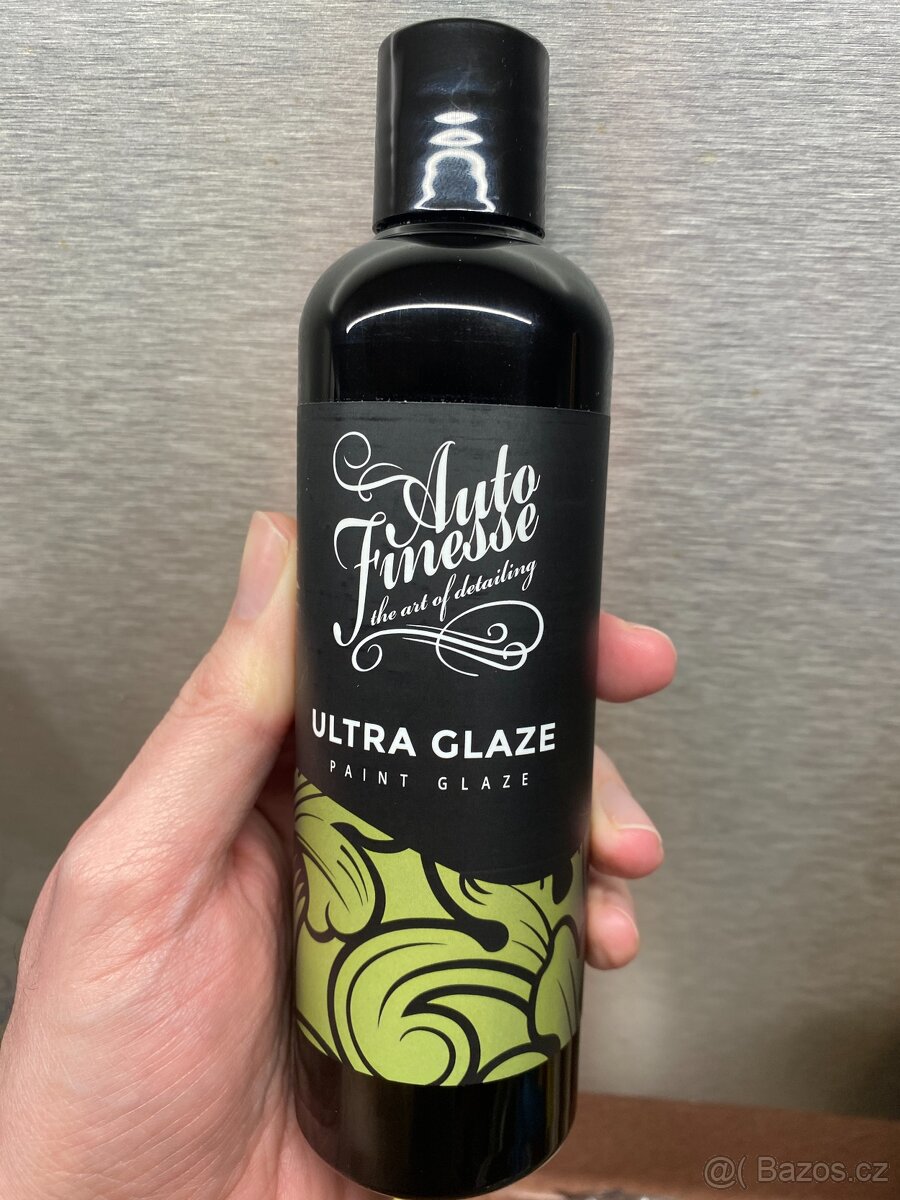 Auto
Finesse
the art of detailing
ULTRA GLAZE
PAINT GLAZE
@( Bazos.cz